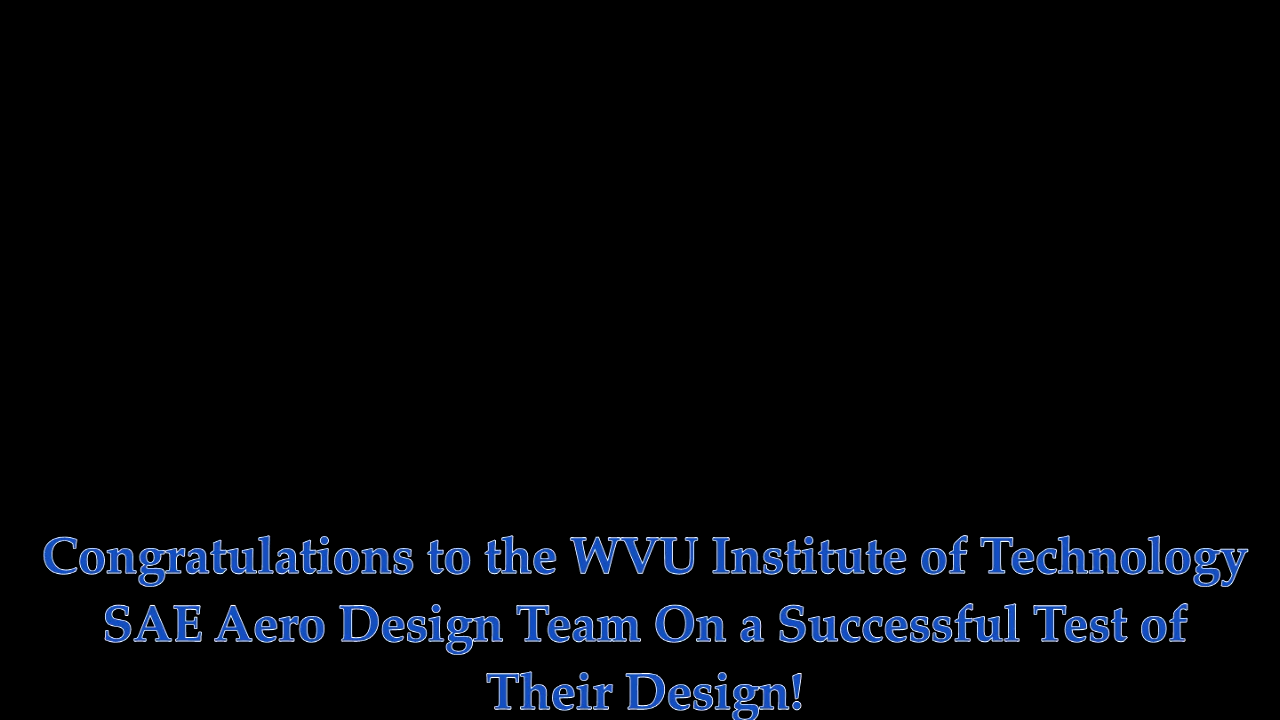 Congratulations to the WVU Institute of Technology
SAE Aero Design Team On a Successful Test of
Their Design!